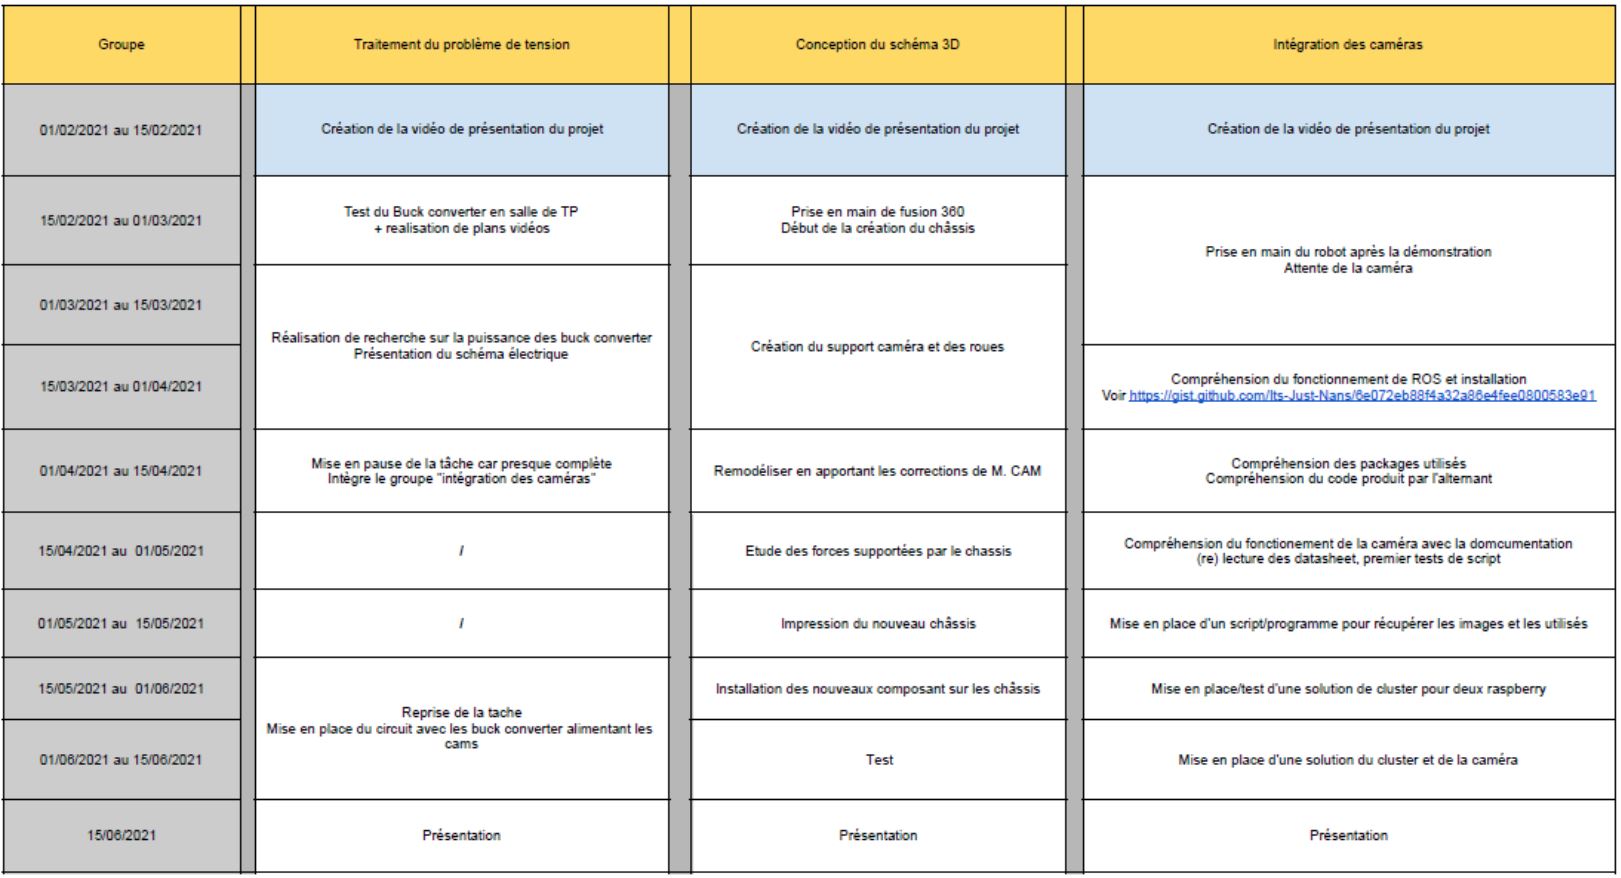 Groupe
Traitement du problème de tension
Conception du schéma 3D
Intégration des caméras
01/02/2021 au 15/02/2021
Création de la vidéo de présentation du projet
Création de la vidéo de présentation du projet
Création de la vidéo de présentation du projet
15/02/2021 au 01/03/2021
Test du Buck converter en salle de TP
+ realisation de plans vidéos
Prise en main de fusion 360
Début de la création du châssis
Prise en main du robot après la démonstration
Attente de la caméra
01/03/2021 au 15/03/2021
Réalisation de recherche sur la puissance des buck converter
Présentation du schéma électrique
Création du support caméra et des roues
15/03/2021 au 01/04/2021
Compréhension du fonctionnement de ROS et installation
Voir https://gist.github.com/Its-Just-Nans/6e072eb88f4a32a86e4fee0800583e91
01/04/2021 au 15/04/2021
Mise en pause de la tâche car presque complète
Intègre le groupe "intégration des caméras"
Remodéliser en apportant les corrections de M. CAM
Compréhension des packages utilisés
Compréhension du code produit par l'alternant
15/04/2021 au 01/05/2021
/
Etude des forces supportées par le chassis
Compréhension du fonctionement de la caméra avec la domcumentation
(re) lecture des datasheet, premier tests de script
01/05/2021 au 15/05/2021
/
Impression du nouveau châssis
Mise en place d'un script/programme pour récupérer les images et les utilisés
15/05/2021 au 01/06/2021
Reprise de la tache
Mise en place du circuit avec les buck converter alimentant les
cams
Installation des nouveaux composant sur les châssis
Mise en place/test d'une solution de cluster pour deux raspberry
01/06/2021 au 15/06/2021
Test
Mise en place d'une solution du cluster et de la caméra
15/06/2021
Présentation
Présentation
Présentation